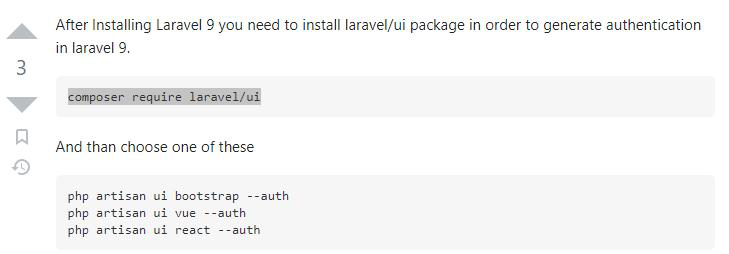 After Installing Laravel 9 you need to install laravel/ui package in order to generate authentication
in laravel 9.
3
composer require laravel/ui
And than choose one of these
php artisan ui bootstrap --auth
php artisan ui vue --auth
php artisan ui react --auth